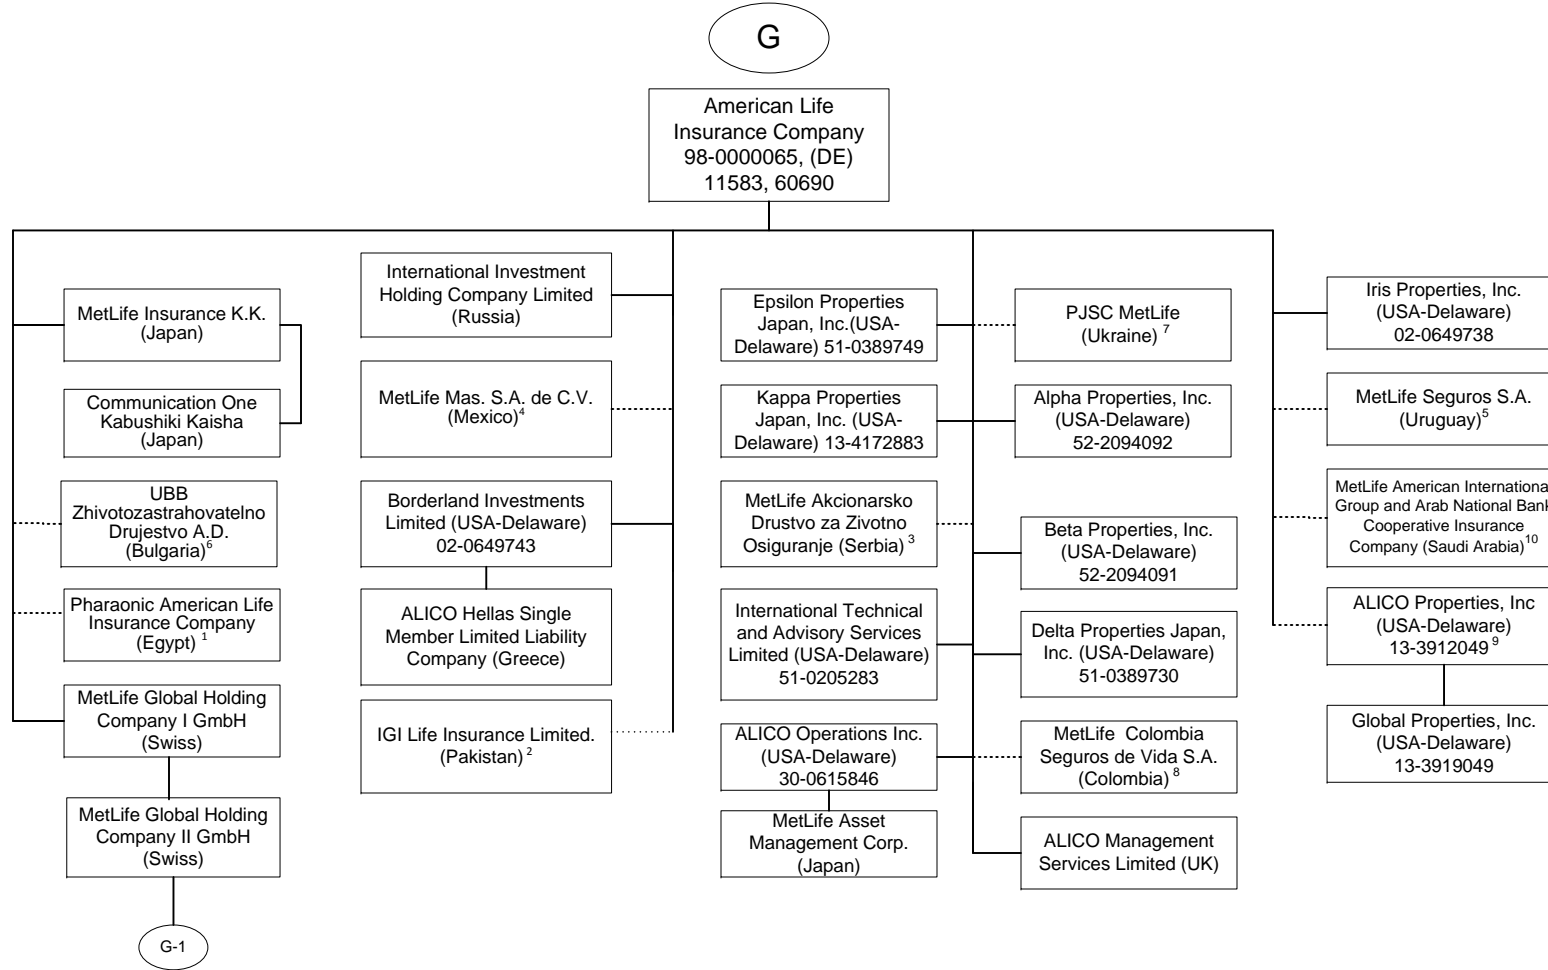 G
American Life
Insurance Company
98-0000065, (DE)
11583, 60690
MetLife Insurance K.K.
(Japan)
Communication One
Kabushiki Kaisha
(Japan)
UBB
Zhivotozastrahovatelno
Drujestvo A.D.
(Bulgaria)6
Pharaonic American Life
Insurance Company
(Egypt) 1
MetLife Global Holding
Company I GmbH
(Swiss)
MetLife Global Holding
Company II GmbH
(Swiss)
G-1
International Investment
Holding Company Limited
(Russia)
MetLife Mas. S.A. de C.V.
(Mexico)4
Borderland Investments
Limited (USA-Delaware)
02-0649743
ALICO Hellas Single
Member Limited Liability
Company (Greece)
IGI Life Insurance Limited.
(Pakistan) 2
Epsilon Properties
Japan, Inc.(USA-
Delaware) 51-0389749
Kappa Properties
Japan, Inc. (USA-
Delaware) 13-4172883
MetLife Akcionarsko
Drustvo za Zivotno
Osiguranje (Serbia) 3
International Technical
and Advisory Services
Limited (USA-Delaware)
51-0205283
ALICO Operations Inc.
(USA-Delaware)
30-0615846
MetLife Asset
Management Corp.
(Japan)
PJSC MetLife
(Ukraine) 7
Alpha Properties, Inc.
(USA-Delaware)
52-2094092
Beta Properties, Inc.
(USA-Delaware)
52-2094091
Delta Properties Japan,
Inc. (USA-Delaware)
51-0389730
MetLife Colombia
Seguros de Vida S.A.
(Colombia) 8
ALICO Management
Services Limited (UK)
Iris Properties, Inc.
(USA-Delaware)
02-0649738
MetLife Seguros S.A.
(Uruguay)5
MetLife American Internationa
Group and Arab National Bank
Cooperative Insurance
Company (Saudi Arabia)10
ALICO Properties, Inc
(USA-Delaware)
13-3912049 9
Global Properties, Inc.
(USA-Delaware)
13-3919049